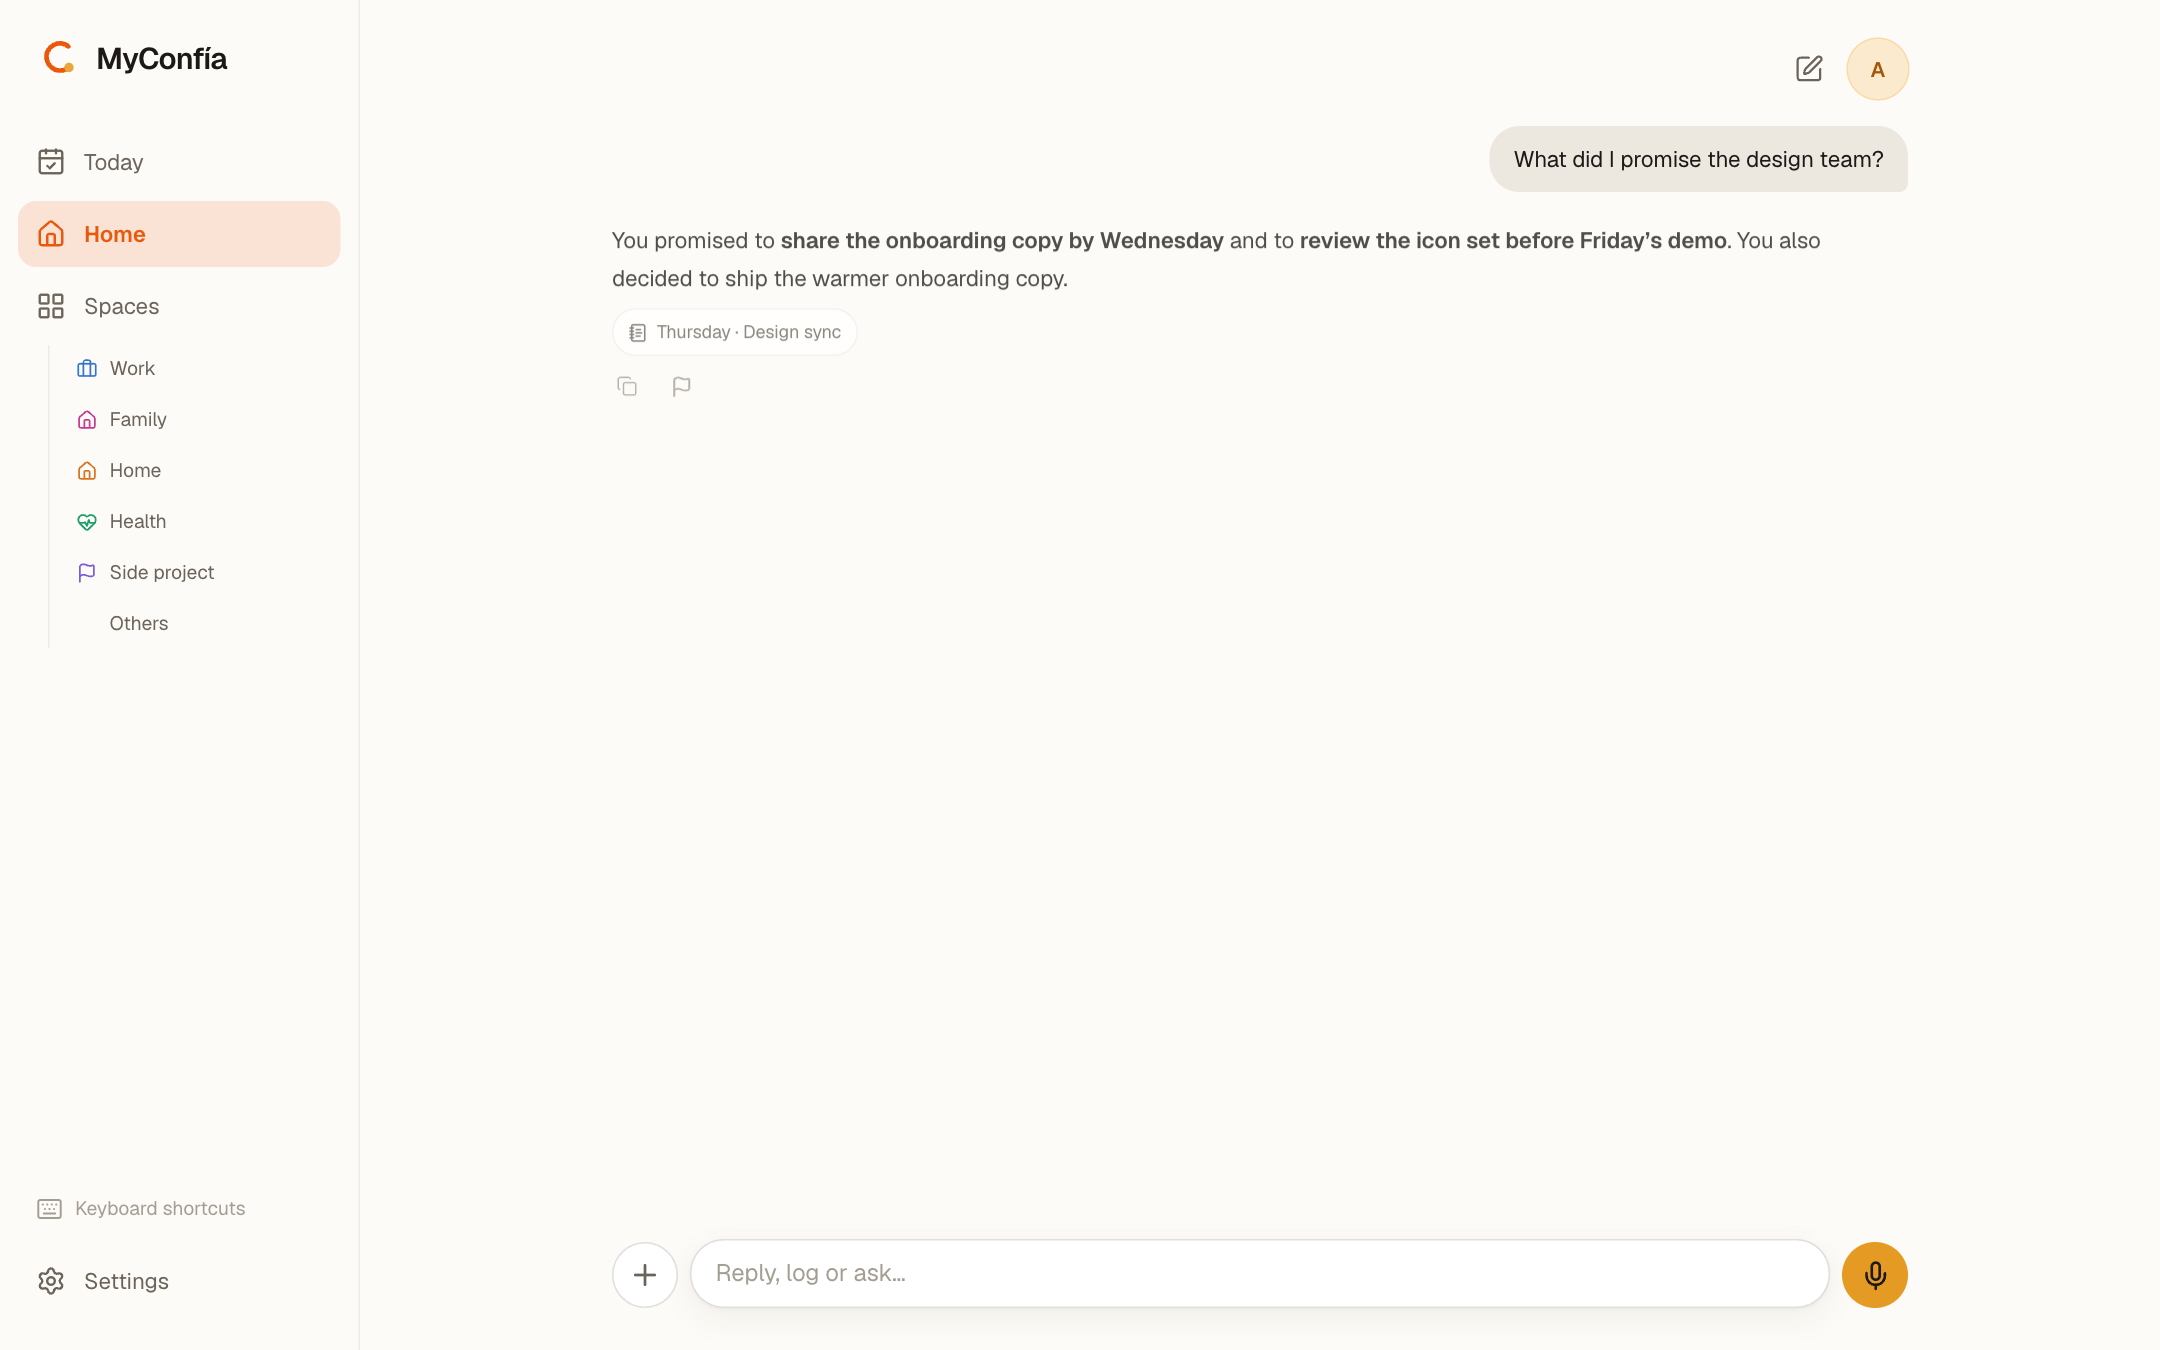 MyConfía
Today
Home
Spaces
Work
Family
Home
Health
Side project
Others
Keyboard shortcuts
Settings
A
What did I promise the design team?
You promised to share the onboarding copy by Wednesday and to review the icon set before Friday’s demo. You also
decided to ship the warmer onboarding copy.
Thursday · Design sync
Reply, log or ask…